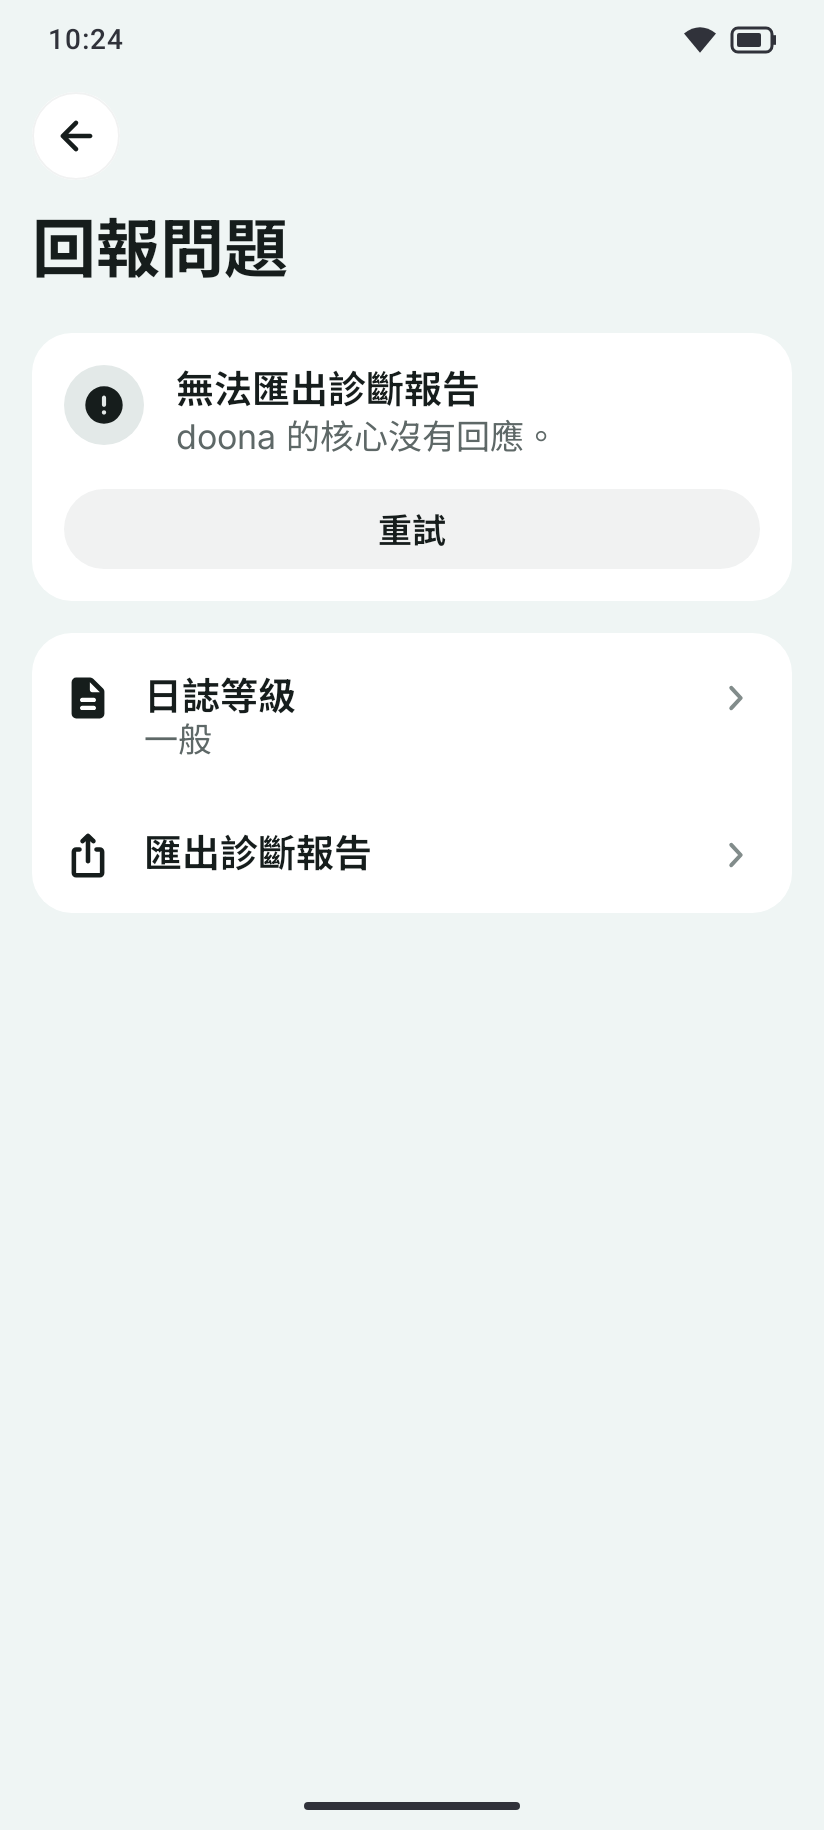 10:24
回報問題
無法匯出診斷報告
doona 的核心沒有回應。
重試
日誌等級
一般
匯出診斷報告